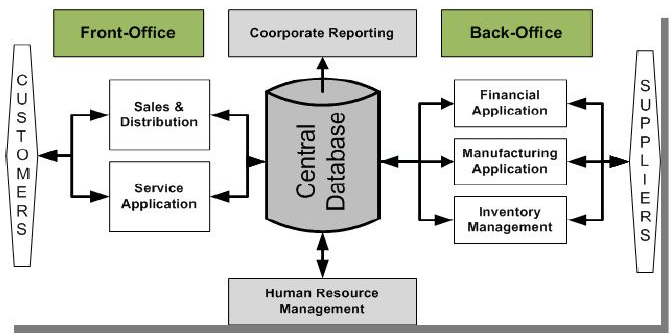 Front-Office
Coorporate Reporting
Back-Office
CUSTOMERS
Sales &
Distribution
Service
Application
Central
Database
Financial
Application
Manufacturing
Application
Inventory
Management
SUPPLIERS
Human Resource
Management